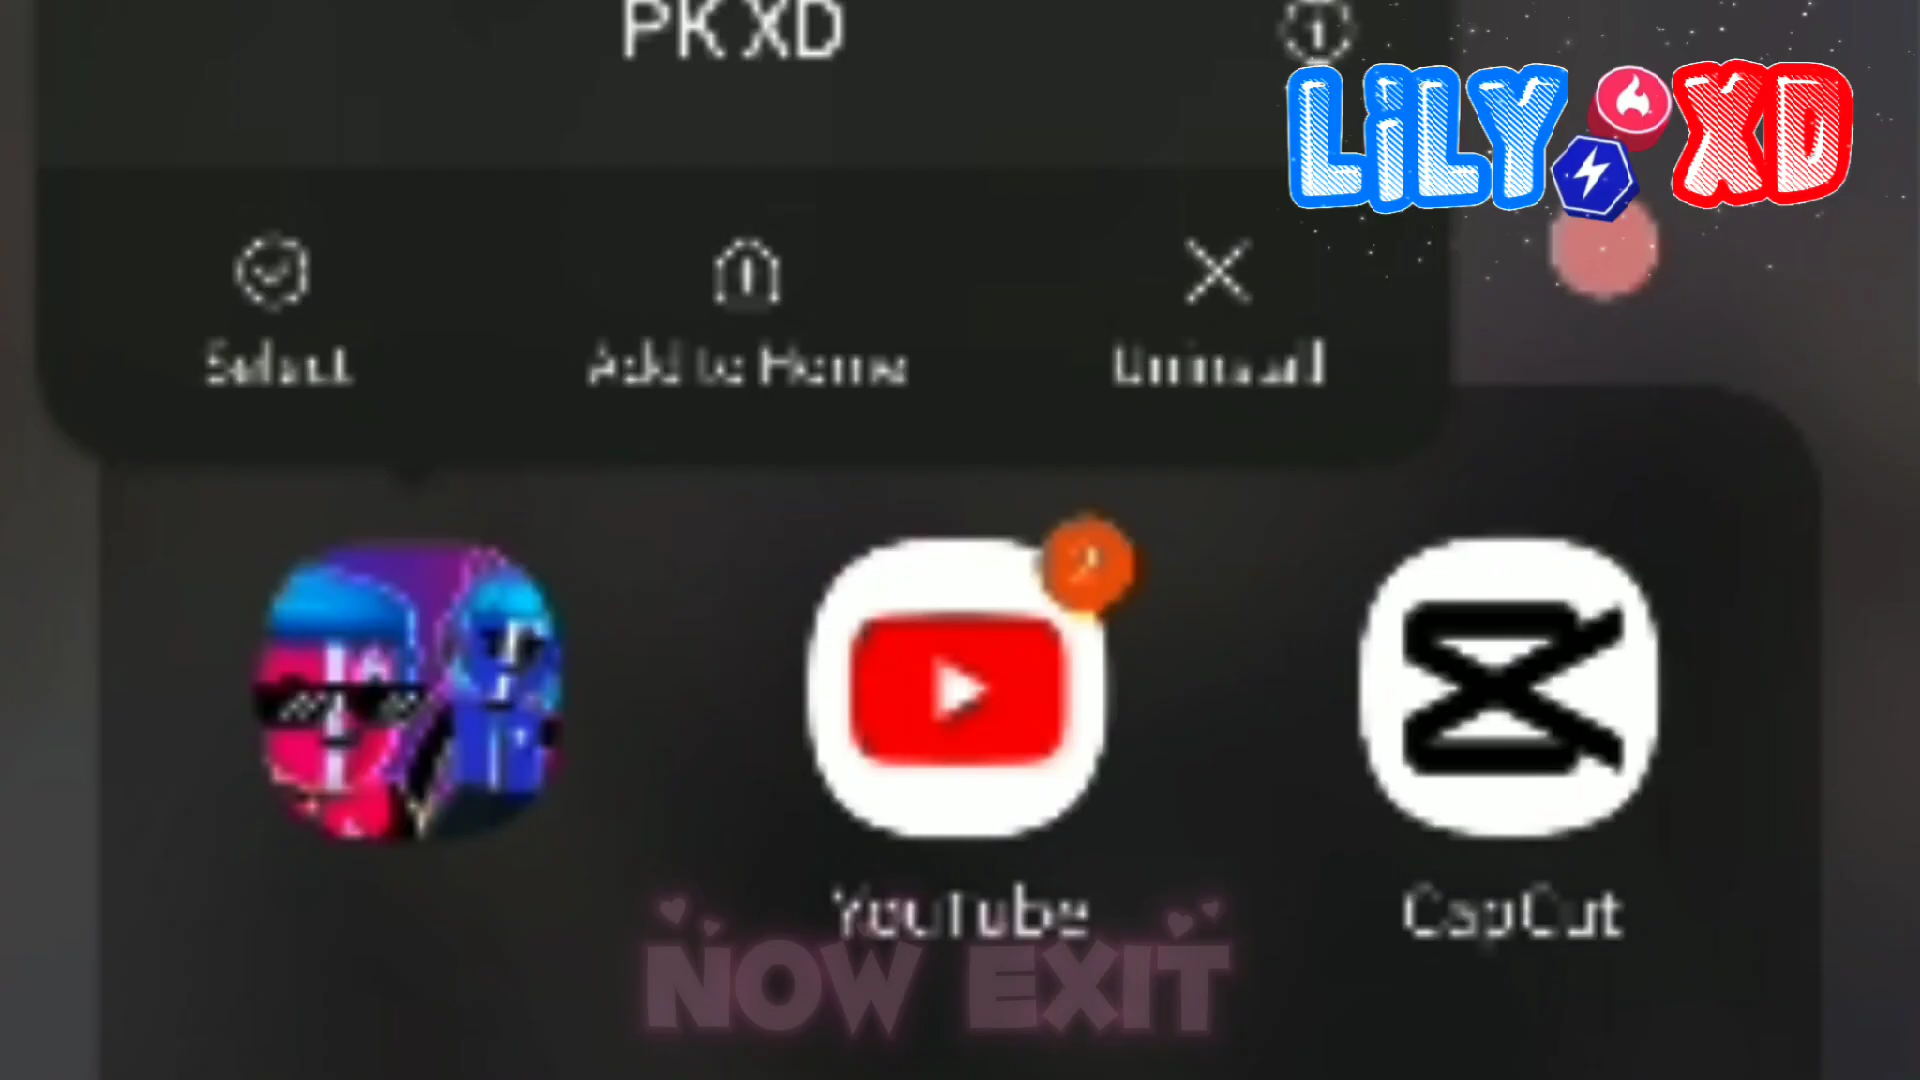 PK XD
LiLY XD
Select
Add to Home
Uninstall
YouTube
CapCut
NOW EXIT